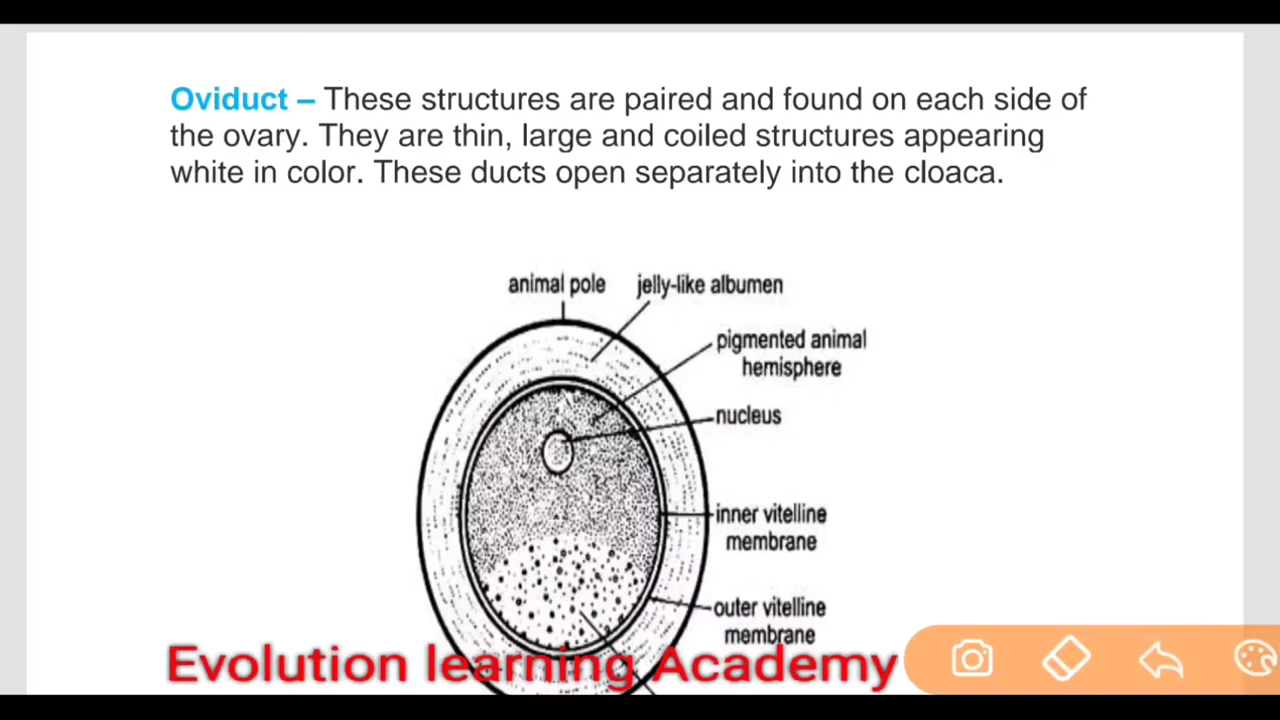 Oviduct – These structures are paired and found on each side of
the ovary. They are thin, large and coiled structures appearing
white in color. These ducts open separately into the cloaca.
animal pole
jelly-like albumen
pigmented animal
hemisphere
nucleus
inner vitelline
membrane
outer vitelline
membrane
Evolution learning Academy